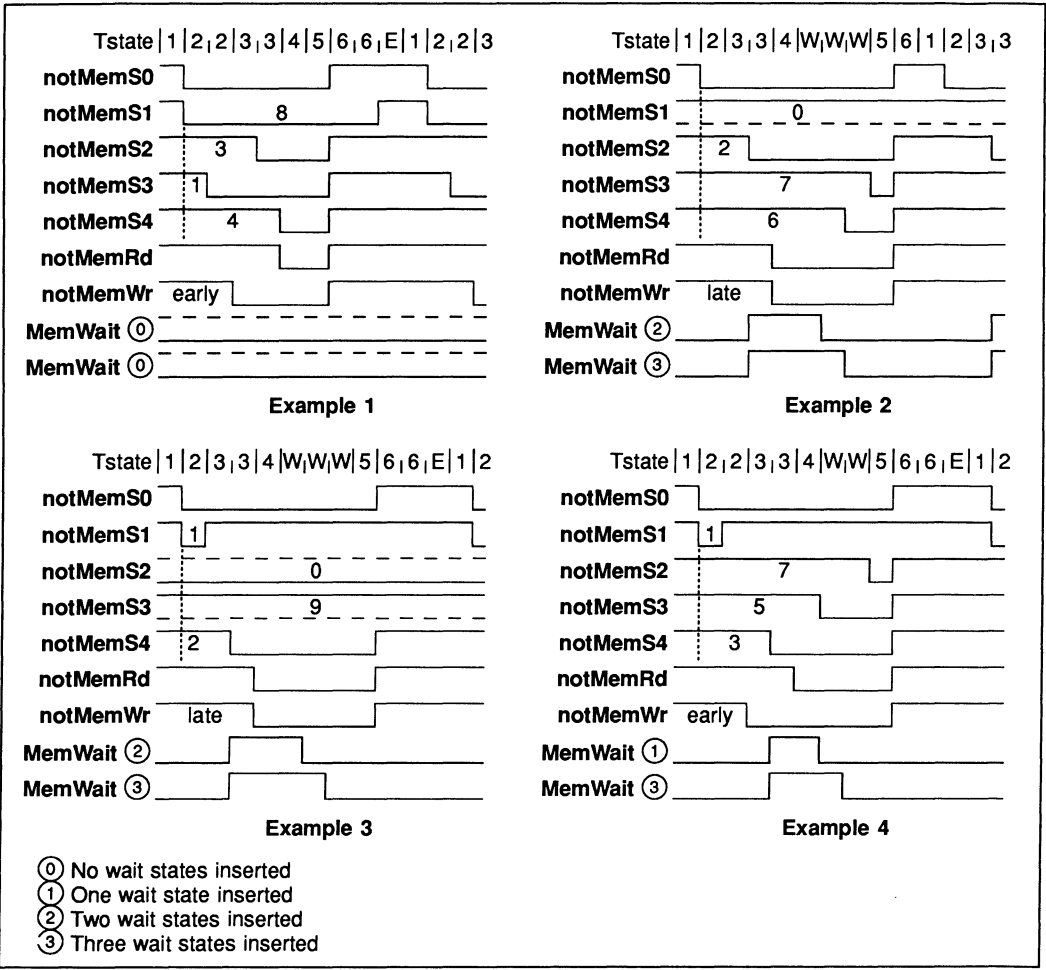 Tstate|1|2|2|3|3|4|5|6|6|E|1|2|2|3
notMemS0
notMemS1 8
notMemS2 3
notMemS3 1
notMemS4 4
notMemRd
notMemWr early
MemWait ⓪
MemWait ⓪
Example 1
Tstate|1|2|3|3|4|W|W|W|5|6|1|2|3|3
notMemS0
notMemS1 0
notMemS2 2
notMemS3 7
notMemS4 6
notMemRd
notMemWr late
MemWait ②
MemWait ③
Example 2
Tstate|1|2|3|3|4|W|W|W|5|6|6|E|1|2
notMemS0
notMemS1 1
notMemS2 0
notMemS3 9
notMemS4 2
notMemRd
notMemWr late
MemWait ②
MemWait ③
Example 3
Tstate|1|2|2|3|3|4|W|W|5|6|6|E|1|2
notMemS0
notMemS1 1
notMemS2 7
notMemS3 5
notMemS4 3
notMemRd
notMemWr early
MemWait ①
MemWait ③
Example 4
⓪ No wait states inserted
① One wait state inserted
② Two wait states inserted
③ Three wait states inserted